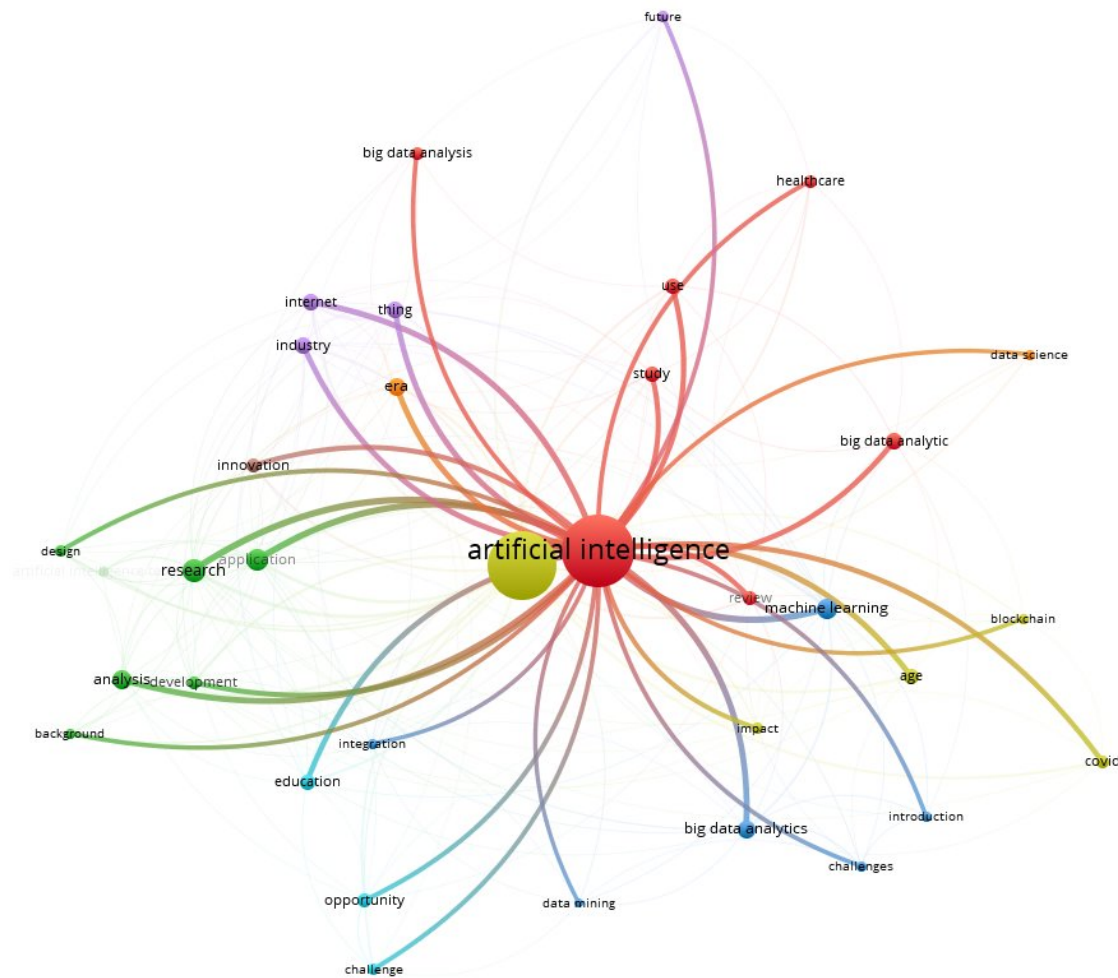 future
big data analysis
healthcare
use
internet
thing
industry
data science
study
era
big data analytic
innovation
artificial intelligence
design
application
research
review
machine learning
blockchain
age
analysis
development
impact
background
integration
covid
education
introduction
big data analytics
challenges
opportunity
data mining
challenge